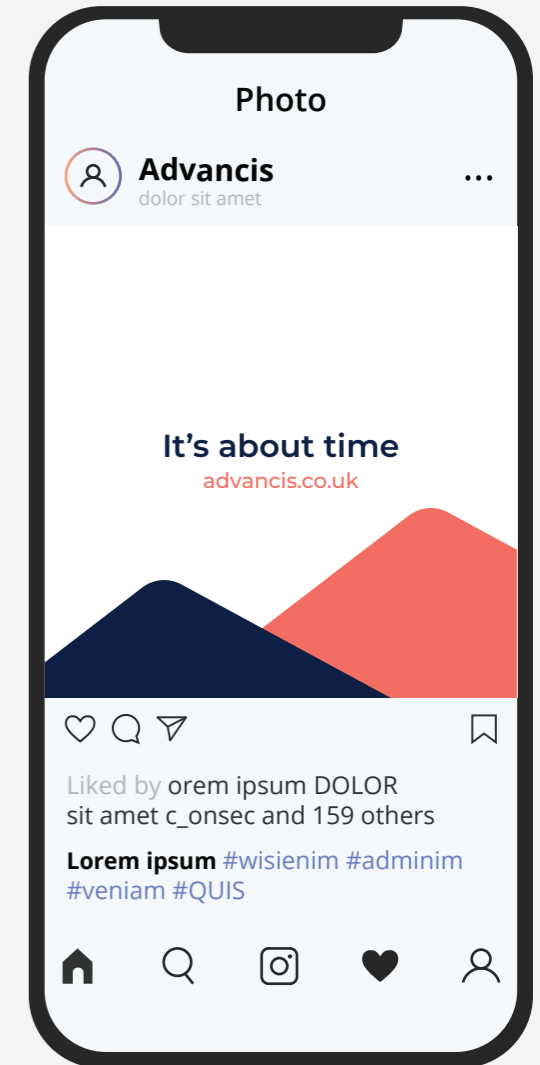 Photo
Advancis
dolor sit amet
It’s about time
advancis.co.uk
Liked by orem ipsum DOLOR
sit amet c_onsec and 159 others
Lorem ipsum #wisienim #adminim
#veniam #QUIS